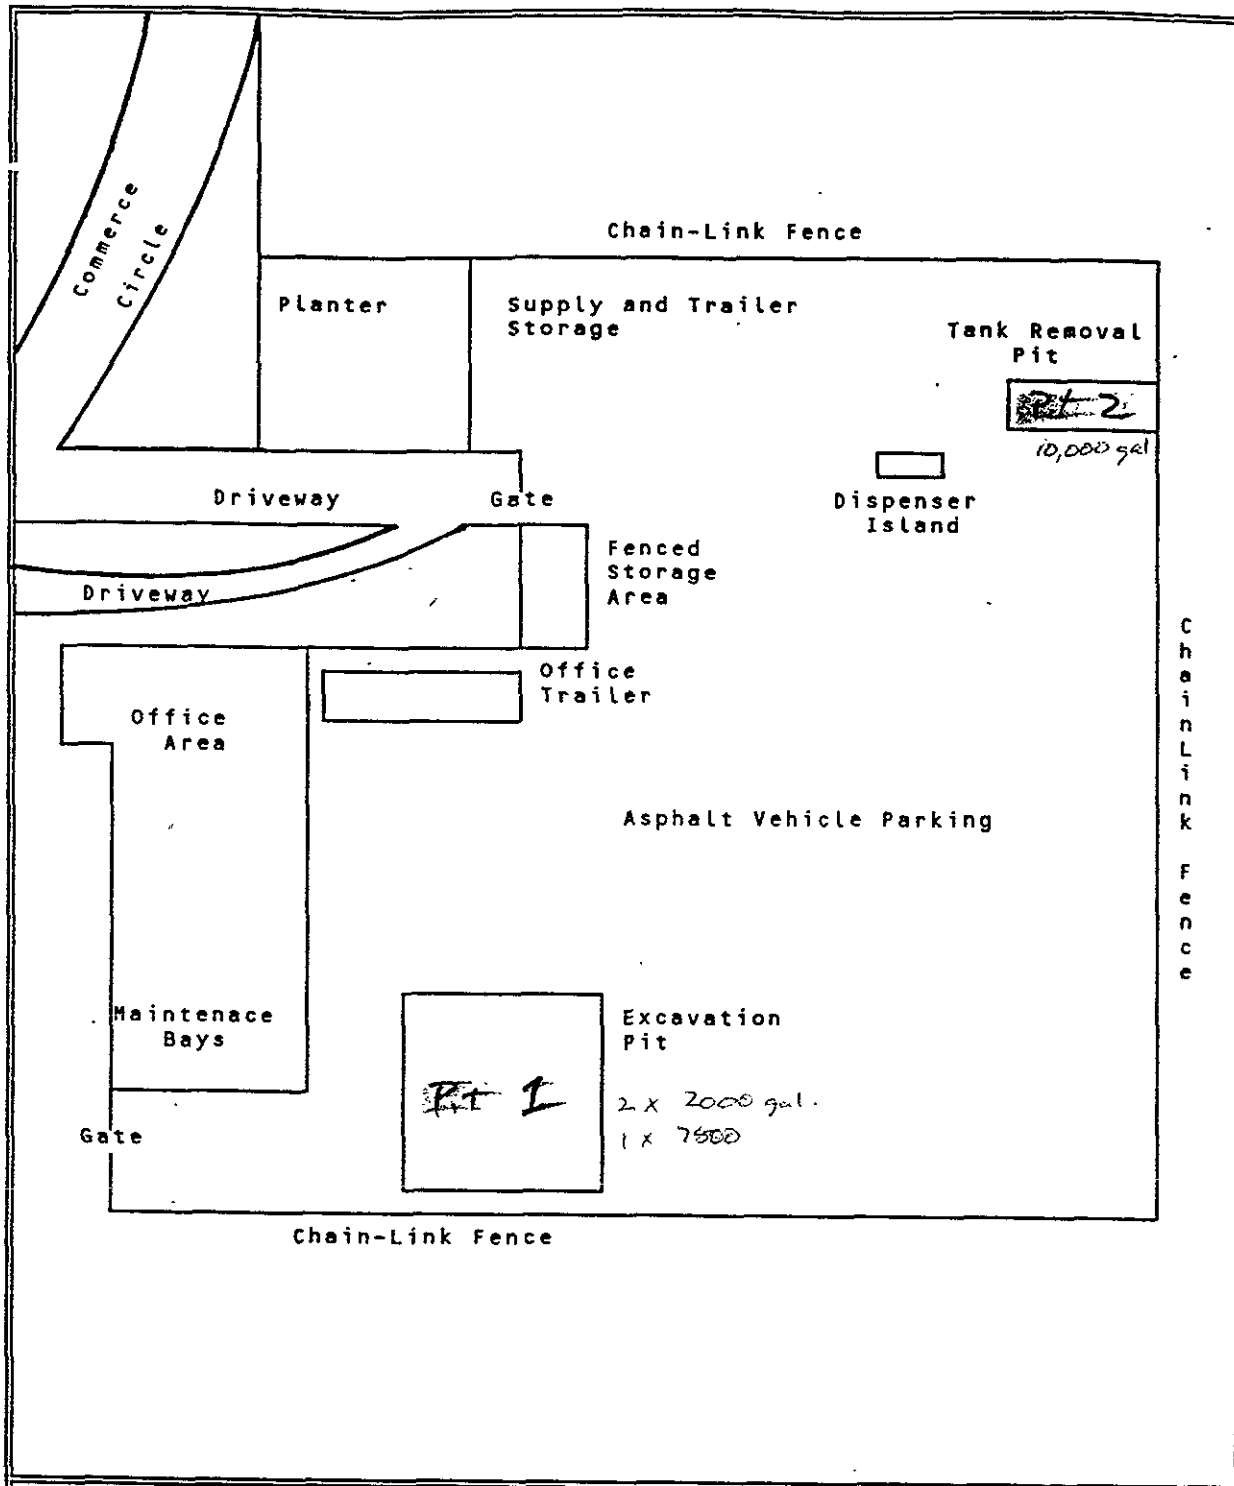 Commerce
Circle
Chain-Link Fence
Planter
Supply and Trailer
Storage
Tank Removal
Pit
Pit 2
10,000 gal
Driveway
Gate
Dispenser
Island
Fenced
Storage
Area
Driveway
Office
Trailer
Office
Area
ChainLink Fence
Asphalt Vehicle Parking
Maintenace
Bays
Excavation
Pit
Pit 1
2 x 2000 gal.
1 x 7500
Gate
Chain-Link Fence